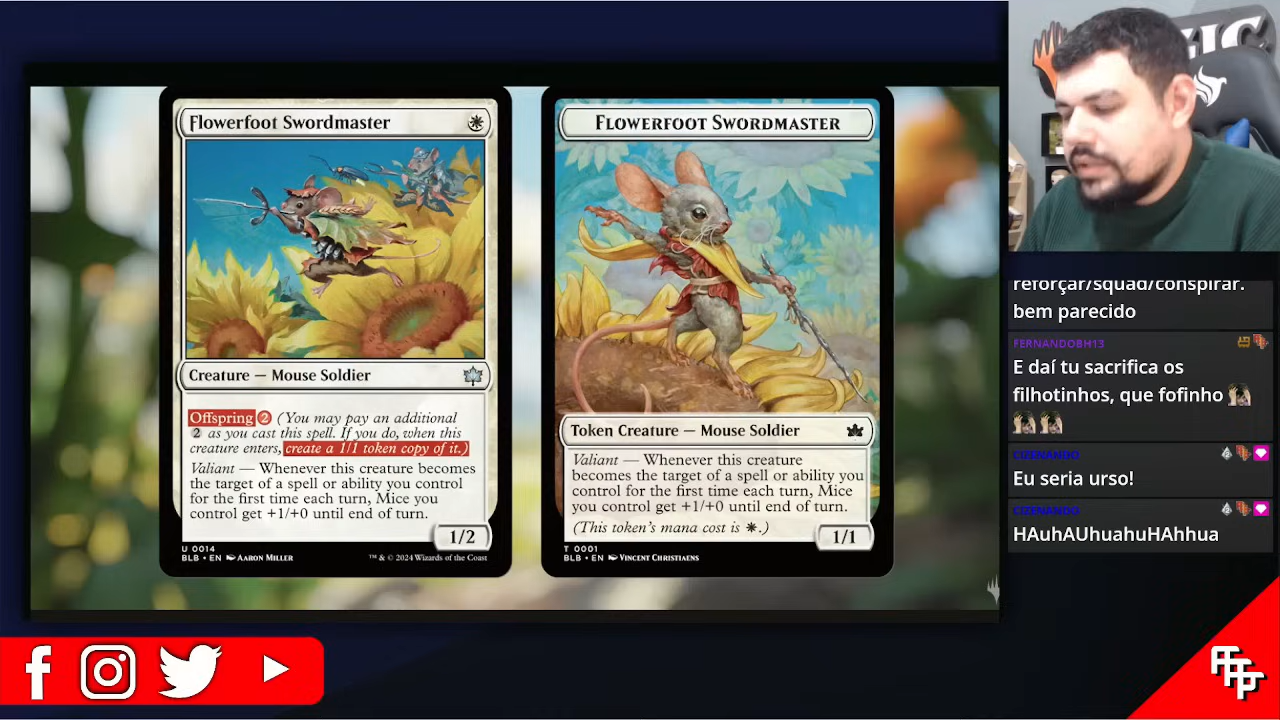 Flowerfoot Swordmaster
Creature — Mouse Soldier
Offspring 2 (You may pay an additional
2 as you cast this spell. If you do, when this
creature enters, create a 1/1 token copy of it.)
Valiant — Whenever this creature becomes
the target of a spell or ability you control
for the first time each turn, Mice you
control get +1/+0 until end of turn.
1/2
U 0014
BLB • EN AARON MILLER
™ & © 2024 Wizards of the Coast
FLOWERFOOT SWORDMASTER
Token Creature — Mouse Soldier
Valiant — Whenever this creature
becomes the target of a spell or ability you
control for the first time each turn, Mice
you control get +1/+0 until end of turn.
(This token's mana cost is .)
1/1
T 0001
BLB • EN VINCENT CHRISTIAENS
reforçar/squad/conspirar.
bem parecido
FERNANDOBH13
E daí tu sacrifica os
filhotinhos, que fofinho
CIZENANDO
Eu seria urso!
CIZENANDO
HAuhAUhuahuHAhhua